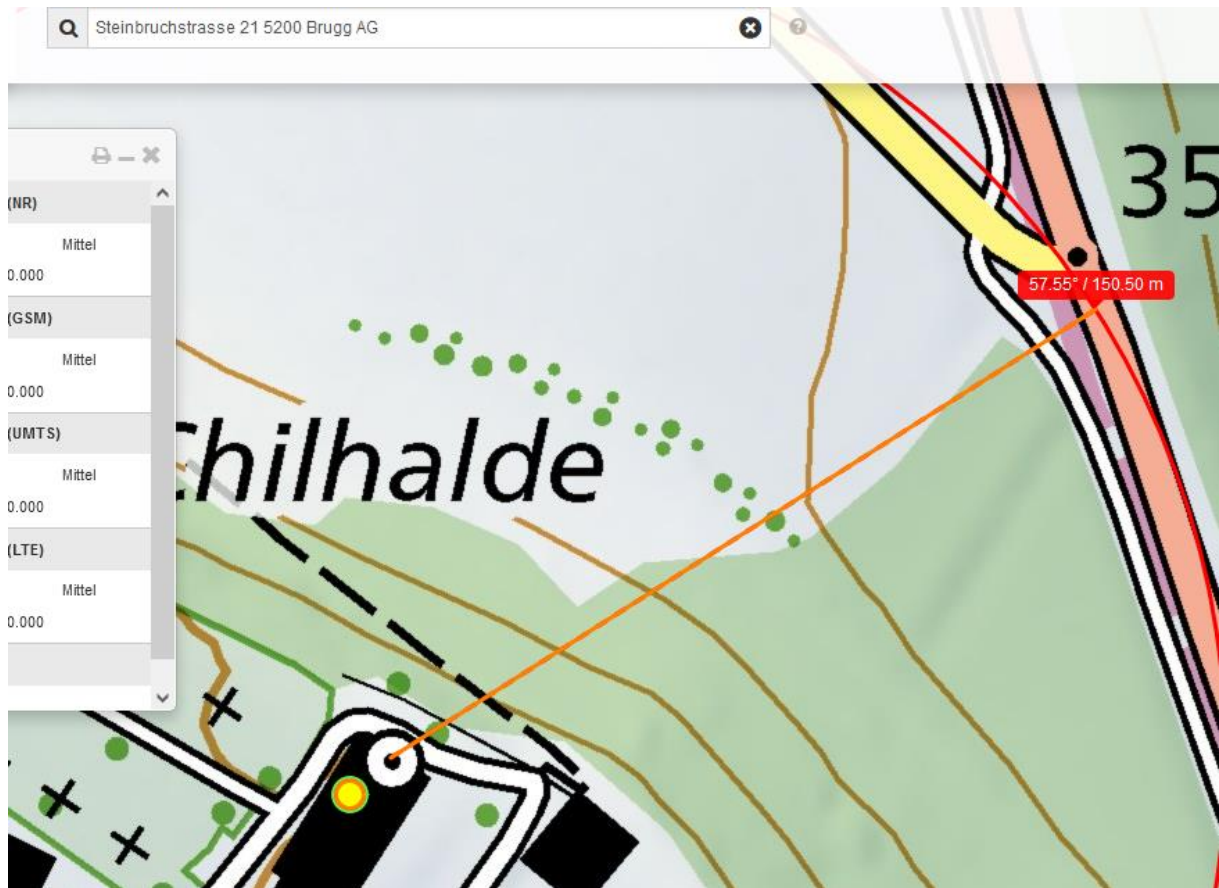 Steinbruchstrasse 21 5200 Brugg AG
35
(NR)
Mittel
0.000
57.55° / 150.50 m
(GSM)
Mittel
0.000
(UMTS)
hilhalde
Mittel
0.000
(LTE)
Mittel
0.000